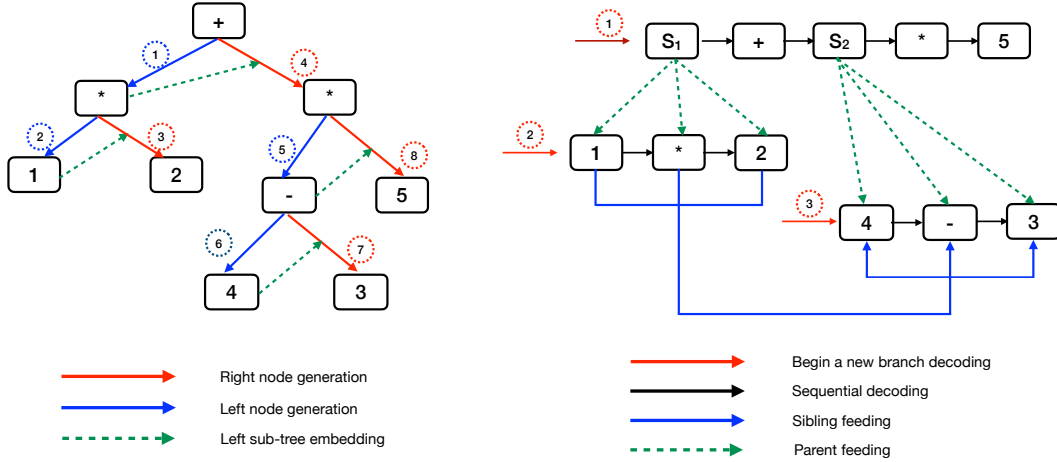 +
1
4
*
*
2
3
5
8
1
2
-
5
6
7
4
3
Right node generation
Left node generation
Left sub-tree embedding
1
S1 + S2 * 5
2
1 * 2
3
4 - 3
Begin a new branch decoding
Sequential decoding
Sibling feeding
Parent feeding